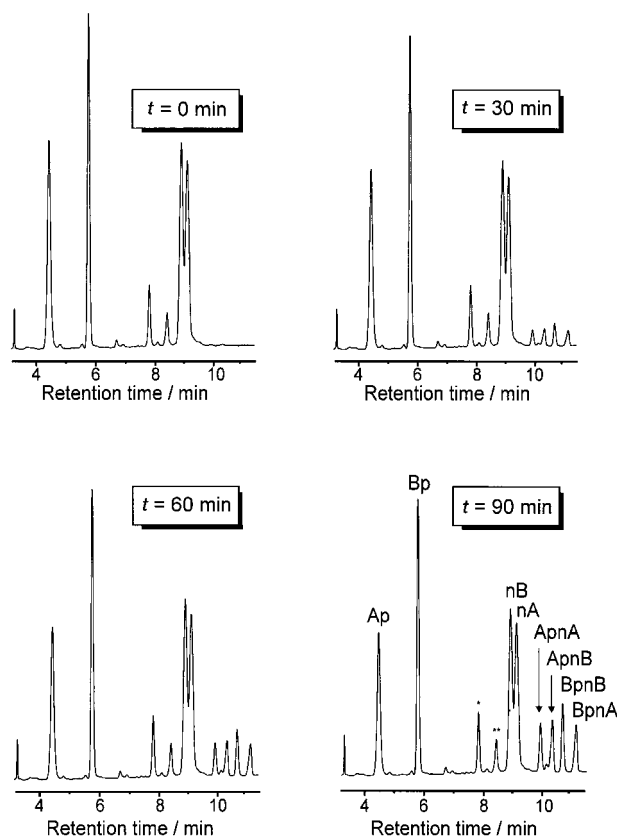 t = 0 min
4 6 8 10
Retention time / min
t = 30 min
4 6 8 10
Retention time / min
t = 60 min
4 6 8 10
Retention time / min
t = 90 min
Bp
Ap
nB
nA
ApnA
ApnB
BpnB
BpnA
*
**
4 6 8 10
Retention time / min